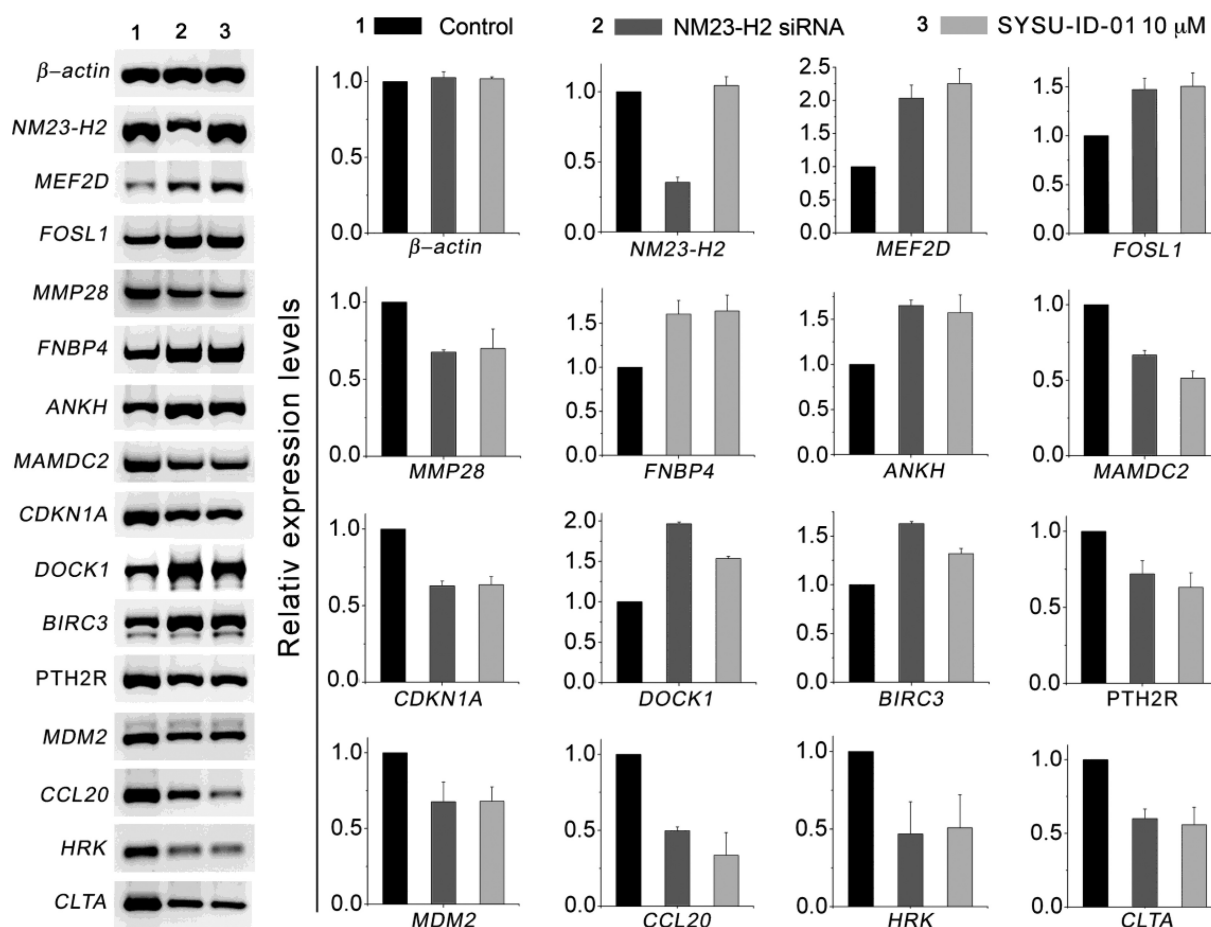 1 2 3
1 Control 2 NM23-H2 siRNA 3 SYSU-ID-01 10 μM
β–actin
NM23-H2
MEF2D
FOSL1
MMP28
FNBP4
ANKH
MAMDC2
CDKN1A
DOCK1
BIRC3
PTH2R
MDM2
CCL20
HRK
CLTA
Relative expression levels
1.0
0.5
0.0
β–actin
1.0
0.5
0.0
NM23-H2
2.5
2.0
1.5
1.0
0.5
0.0
MEF2D
1.5
1.0
1.5
0.0
FOSL1
1.0
0.5
0.0
MMP28
1.5
1.0
1.5
0.0
FNBP4
1.5
1.0
1.5
0.0
ANKH
1.0
0.5
0.0
MAMDC2
1.0
0.5
0.0
CDKN1A
2.0
1.5
1.0
1.5
0.0
DOCK1
1.5
1.0
1.5
0.0
BIRC3
1.0
0.5
0.0
PTH2R
1.0
0.5
0.0
MDM2
1.0
0.5
0.0
CCL20
1.0
0.5
0.0
HRK
1.0
0.5
0.0
CLTA